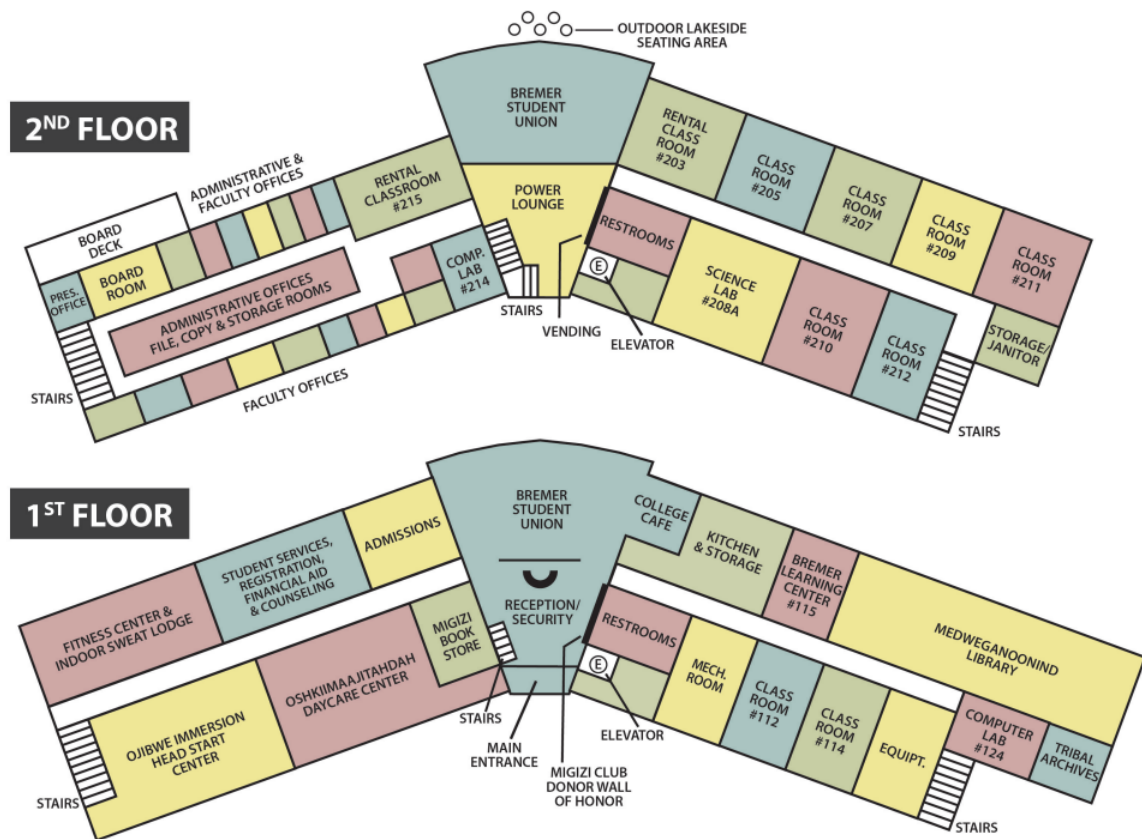 OUTDOOR LAKESIDE
SEATING AREA
2ND FLOOR
BREMER
STUDENT
UNION
ADMINISTRATIVE &
FACULTY OFFICES
RENTAL
CLASSROOM
#215
POWER
LOUNGE
RENTAL
CLASS
ROOM
#203
CLASS
ROOM
#205
CLASS
ROOM
#207
CLASS
ROOM
#209
CLASS
ROOM
#211
BOARD
DECK
PRES.
OFFICE
BOARD
ROOM
ADMINISTRATIVE OFFICES
FILE, COPY & STORAGE ROOMS
COMP.
LAB
#214
RESTROOMS
E
SCIENCE
LAB
#208A
CLASS
ROOM
#210
CLASS
ROOM
#212
STORAGE/
JANITOR
STAIRS
FACULTY OFFICES
STAIRS
VENDING
ELEVATOR
STAIRS
1ST FLOOR
BREMER
STUDENT
UNION
FITNESS CENTER &
INDOOR SWEAT LODGE
STUDENT SERVICES,
REGISTRATION,
FINANCIAL AID
& COUNSELING
ADMISSIONS
COLLEGE
CAFE
KITCHEN
& STORAGE
BREMER
LEARNING
CENTER
#115
MEDWEGANOONIND
LIBRARY
RECEPTION/
SECURITY
OJIBWE IMMERSION
HEAD START
CENTER
OSHKIIMAAJITAHDAH
DAYCARE CENTER
MIGIZI
BOOK
STORE
RESTROOMS
E
MECH.
ROOM
CLASS
ROOM
#112
CLASS
ROOM
#114
EQUIPT.
COMPUTER
LAB
#124
TRIBAL
ARCHIVES
STAIRS
STAIRS
MAIN
ENTRANCE
MIGIZI CLUB
DONOR WALL
OF HONOR
ELEVATOR
STAIRS